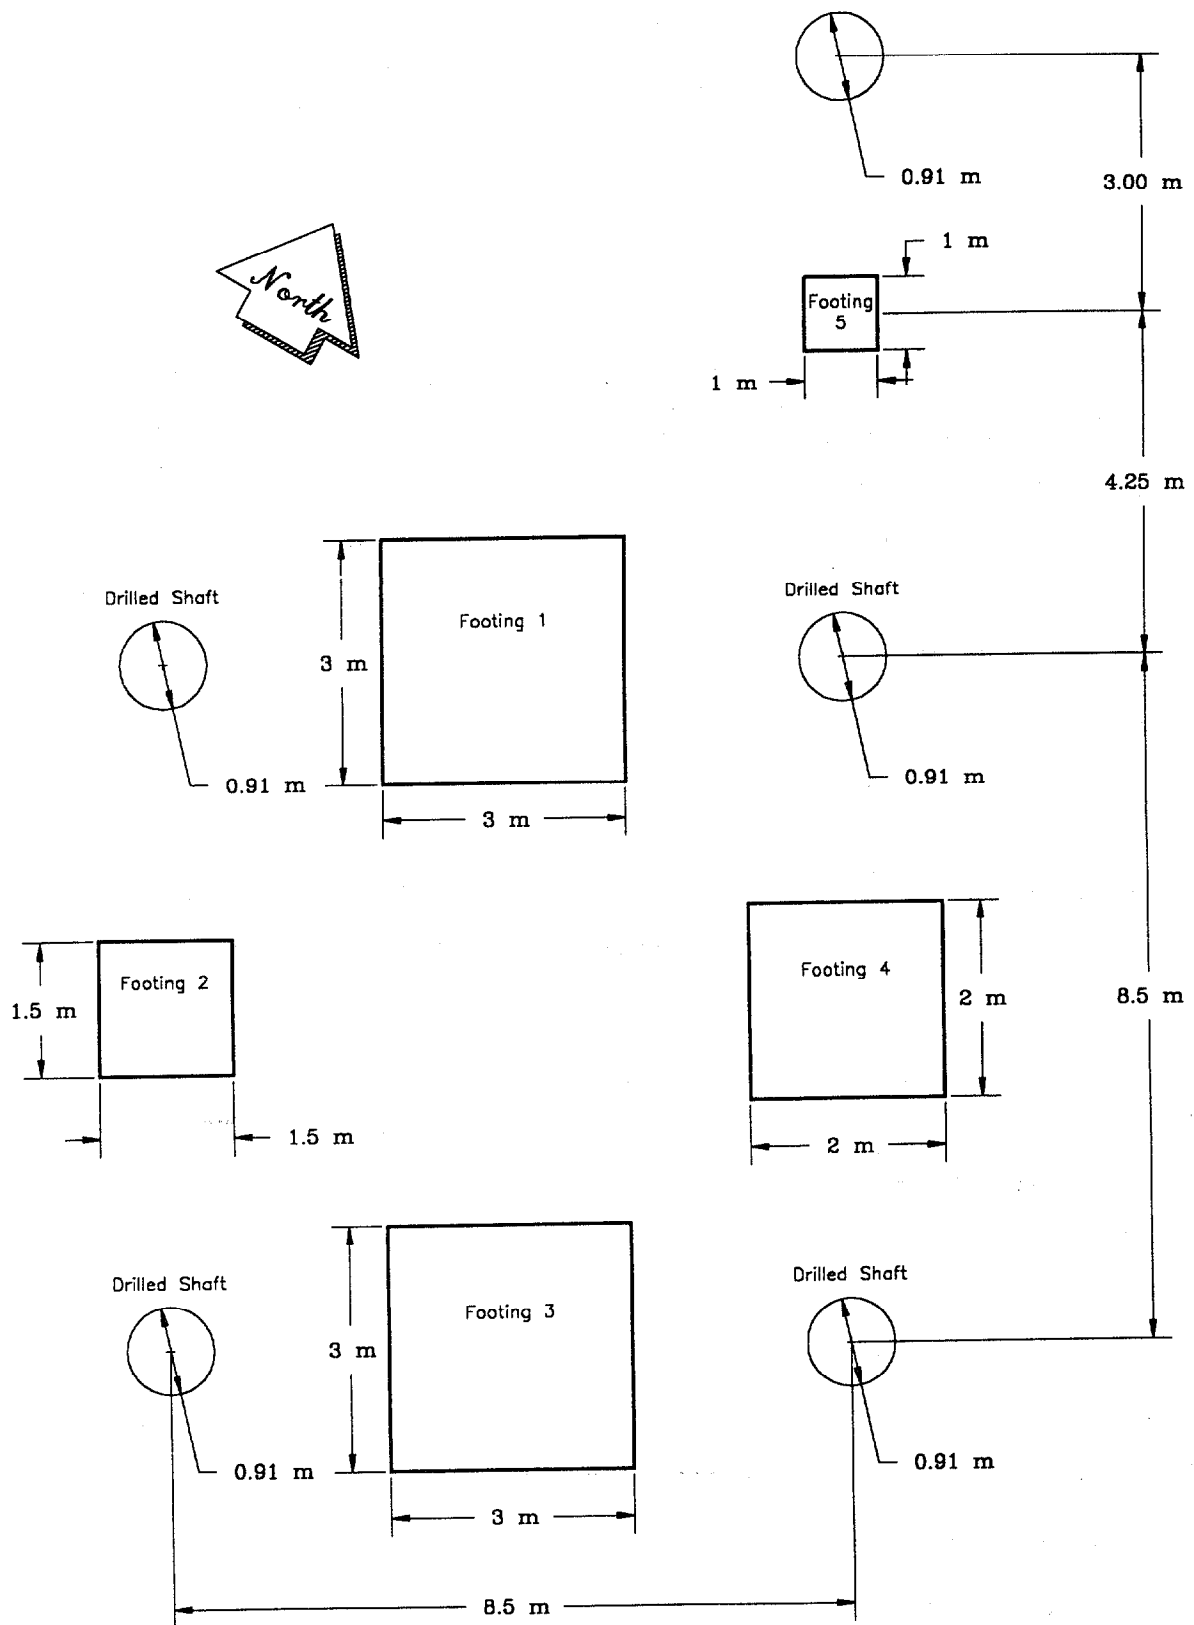 0.91 m
3.00 m
1 m
North
Footing
5
1 m
4.25 m
Drilled Shaft
Drilled Shaft
Footing 1
3 m
0.91 m
0.91 m
3 m
Footing 2
Footing 4
1.5 m
2 m
8.5 m
1.5 m
2 m
Drilled Shaft
Drilled Shaft
Footing 3
3 m
0.91 m
0.91 m
3 m
8.5 m